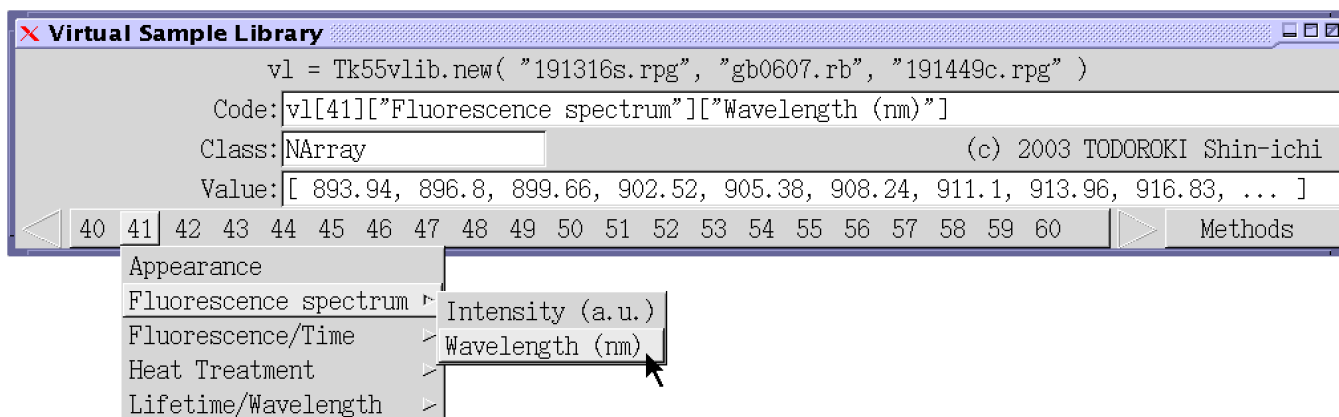 Virtual Sample Library
vl = Tk55vlib.new( "191316s.rpg", "gb0607.rb", "191449c.rpg" )
Code: vl[41]["Fluorescence spectrum"]["Wavelength (nm)"]
Class: NArray (c) 2003 TODOROKI Shin-ichi
Value: [ 893.94, 896.8, 899.66, 902.52, 905.38, 908.24, 911.1, 913.96, 916.83, ... ]
40 41 42 43 44 45 46 47 48 49 50 51 52 53 54 55 56 57 58 59 60 Methods
Appearance
Fluorescence spectrum
Intensity (a.u.)
Fluorescence/Time
Wavelength (nm)
Heat Treatment
Lifetime/Wavelength